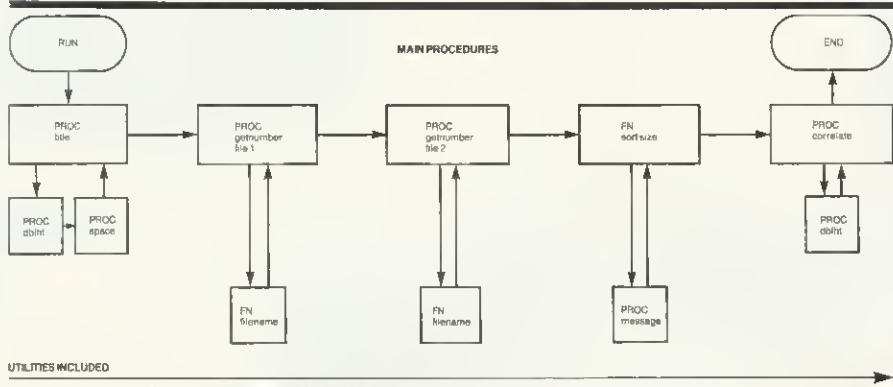 RUN
MAIN PROCEDURES
END
PROC
title
PROC
getnumber
file 1
PROC
getnumber
file 2
FN
sortsize
PROC
correlate
PROC
dblht
PROC
space
PROC
dblht
FN
filename
FN
filename
PROC
message
UTILITIES INCLUDED